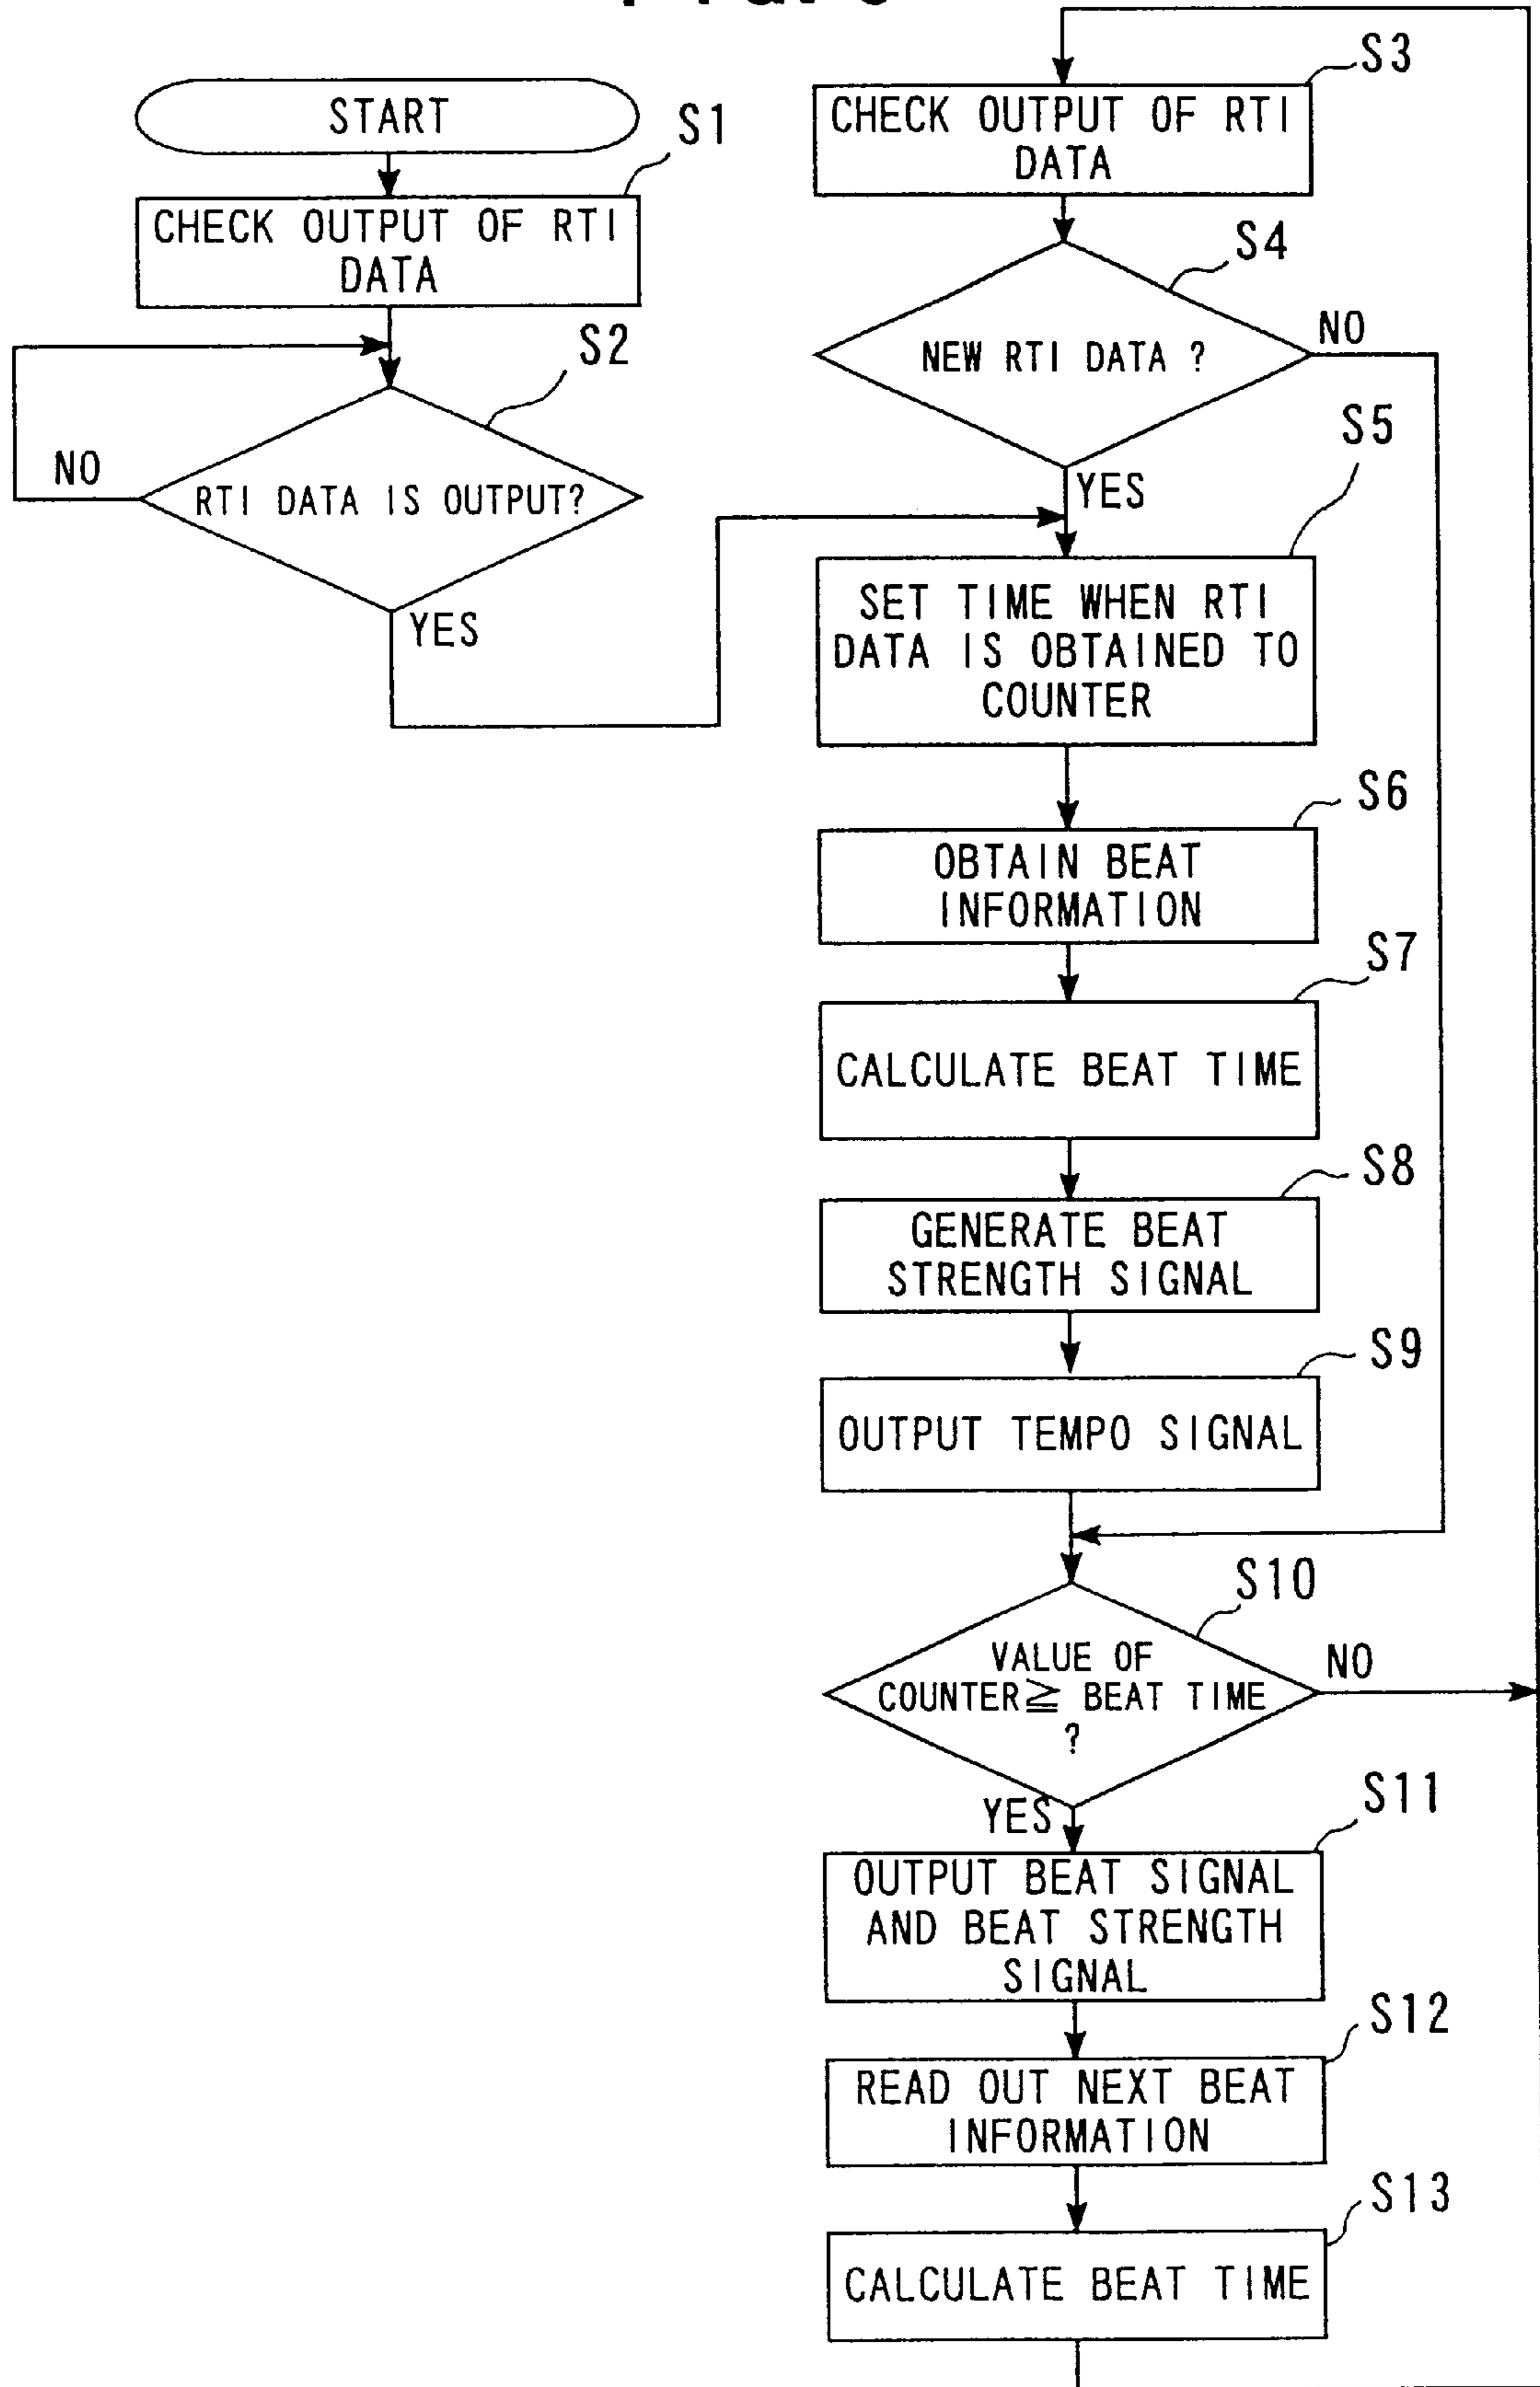 START
S1
CHECK OUTPUT OF RTI
DATA
S2
RTI DATA IS OUTPUT?
NO
YES
S3
CHECK OUTPUT OF RTI
DATA
S4
NEW RTI DATA ?
NO
YES
S5
SET TIME WHEN RTI
DATA IS OBTAINED TO
COUNTER
S6
OBTAIN BEAT
INFORMATION
S7
CALCULATE BEAT TIME
S8
GENERATE BEAT
STRENGTH SIGNAL
S9
OUTPUT TEMPO SIGNAL
S10
VALUE OF
COUNTER≧ BEAT TIME
?
NO
YES
S11
OUTPUT BEAT SIGNAL
AND BEAT STRENGTH
SIGNAL
S12
READ OUT NEXT BEAT
INFORMATION
S13
CALCULATE BEAT TIME